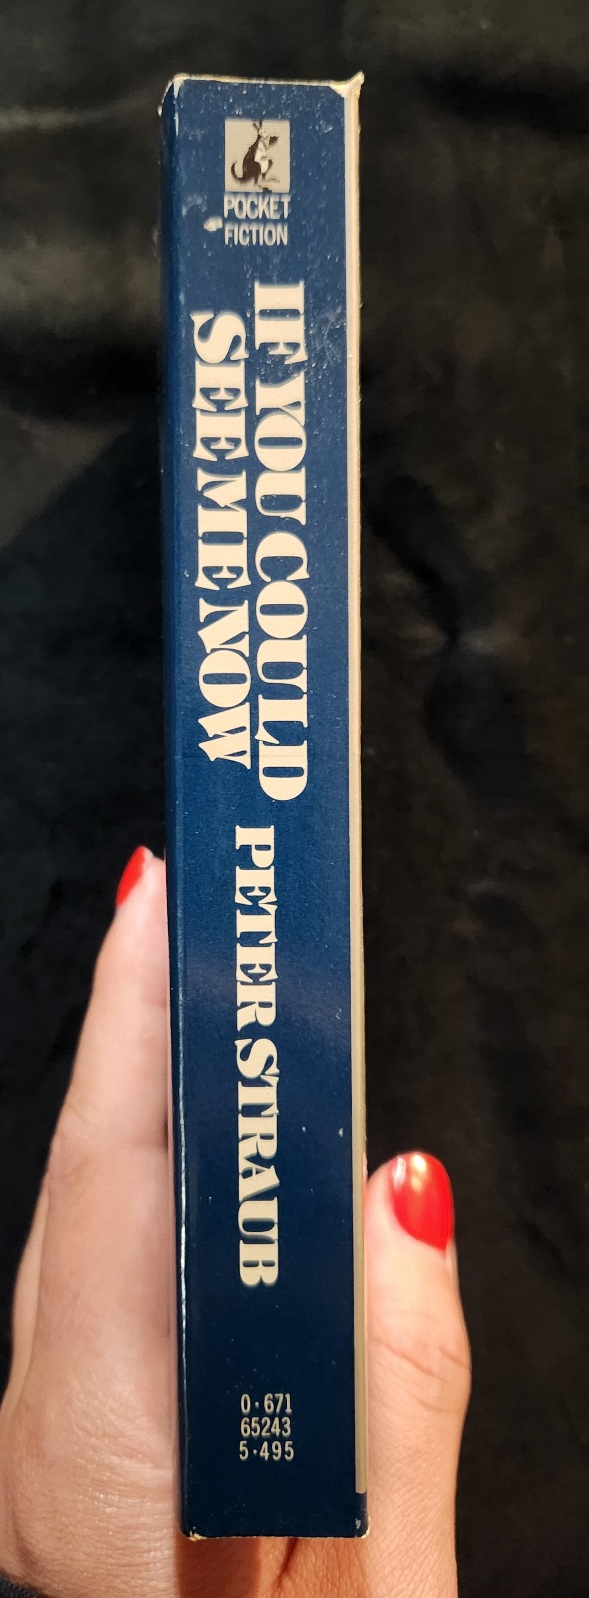 POCKET
FICTION
IF YOU COULD
SEE ME NOW
PETER STRAUB
0·671
65243
5·495